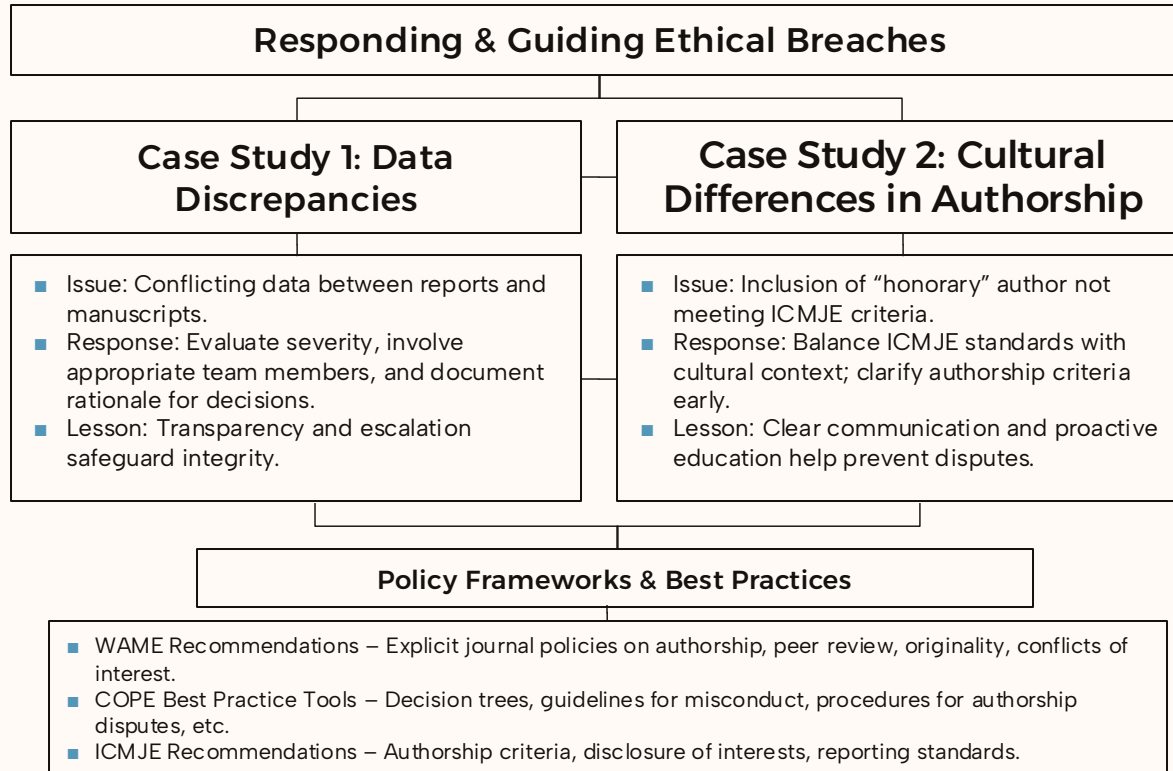 Responding & Guiding Ethical Breaches
Case Study 1: Data
Discrepancies
■ Issue: Conflicting data between reports and
manuscripts.
■ Response: Evaluate severity, involve
appropriate team members, and document
rationale for decisions.
■ Lesson: Transparency and escalation
safeguard integrity.
Case Study 2: Cultural
Differences in Authorship
■ Issue: Inclusion of “honorary” author not
meeting ICMJE criteria.
■ Response: Balance ICMJE standards with
cultural context; clarify authorship criteria
early.
■ Lesson: Clear communication and proactive
education help prevent disputes.
Policy Frameworks & Best Practices
■ WAME Recommendations – Explicit journal policies on authorship, peer review, originality, conflicts of
interest.
■ COPE Best Practice Tools – Decision trees, guidelines for misconduct, procedures for authorship
disputes, etc.
■ ICMJE Recommendations – Authorship criteria, disclosure of interests, reporting standards.